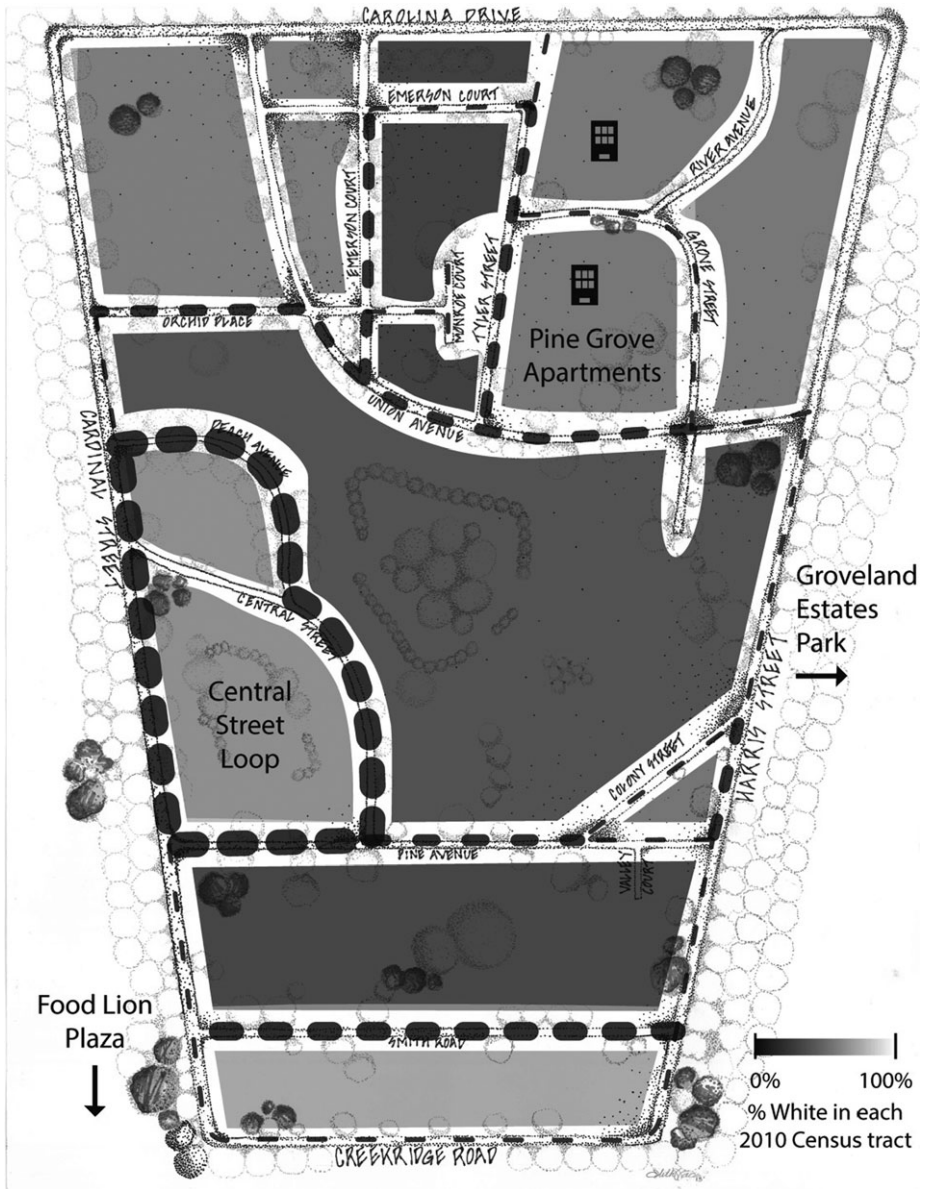 CAROLINA DRIVE
EMERSON COURT
RIVER AVENUE
EMERSON COURT
MONROE COURT
TYLER STREET
GROVE STREET
ORCHID PLACE
Pine Grove
Apartments
UNION AVENUE
CARDINAL STREET
PEACH AVENUE
CENTRAL STREET
Groveland
Estates
Park
HARRIS STREET
Central
Street
Loop
COLONY STREET
PINE AVENUE
VALLEY
COURT
Food Lion
Plaza
SMITH ROAD
0%
100%
% White in each
2010 Census tract
CREEKRIDGE ROAD